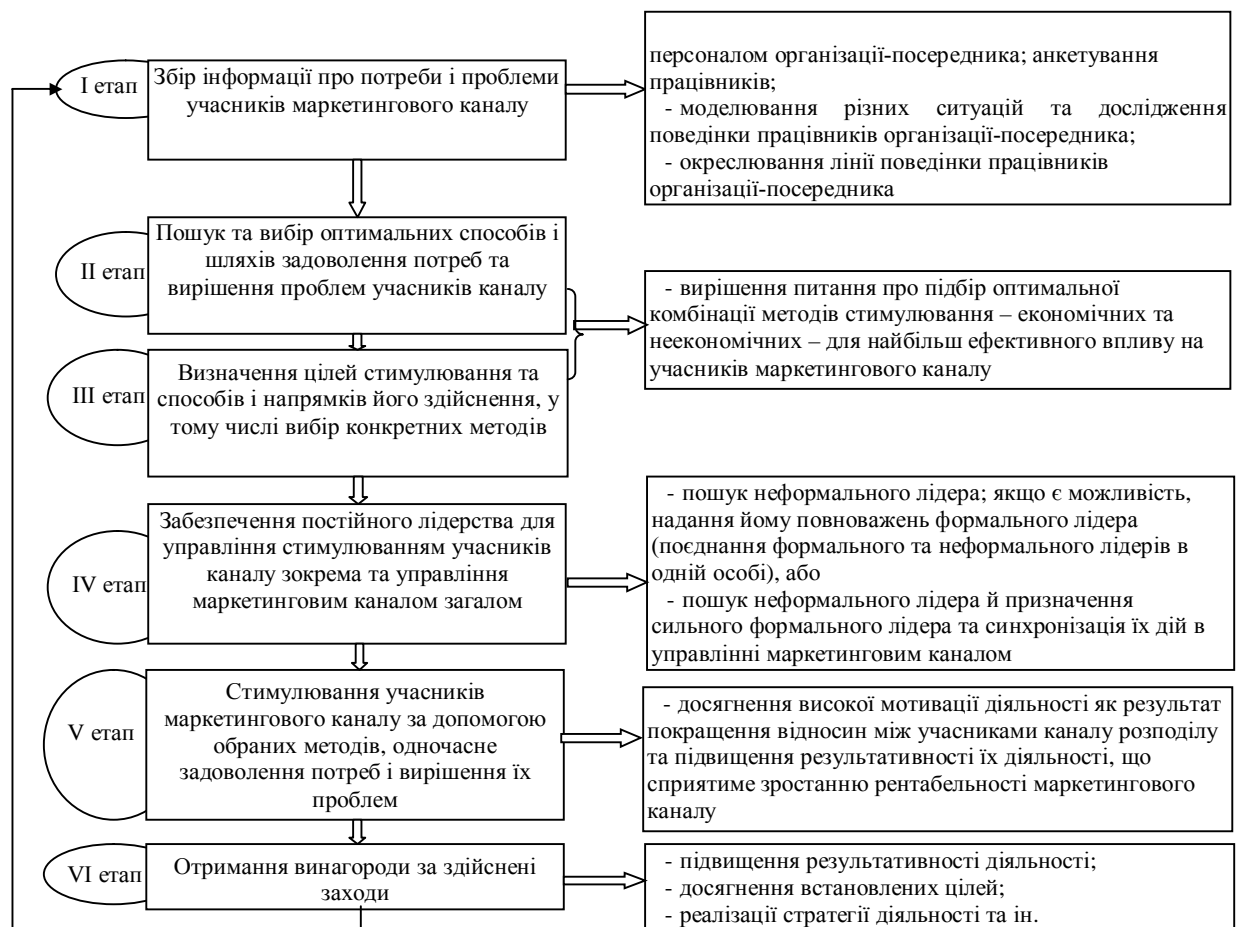 І етап
Збір інформації про потреби і проблеми
учасників маркетингового каналу
персоналом організації-посередника; анкетування
працівників;
- моделювання різних ситуацій та дослідження
поведінки працівників організації-посередника;
- окреслювання лінії поведінки працівників
організації-посередника
ІІ етап
Пошук та вибір оптимальних способів і
шляхів задоволення потреб та
вирішення проблем учасників каналу
ІІІ етап
Визначення цілей стимулювання та
способів і напрямків його здійснення, у
тому числі вибір конкретних методів
- вирішення питання про підбір оптимальної
комбінації методів стимулювання – економічних та
неекономічних – для найбільш ефективного впливу на
учасників маркетингового каналу
IV етап
Забезпечення постійного лідерства для
управління стимулюванням учасників
каналу зокрема та управління
маркетинговим каналом загалом
- пошук неформального лідера; якщо є можливість,
надання йому повноважень формального лідера
(поєднання формального та неформального лідерів в
одній особі), або
- пошук неформального лідера й призначення
сильного формального лідера та синхронізація їх дій в
управлінні маркетинговим каналом
V етап
Стимулювання учасників
маркетингового каналу за допомогою
обраних методів, одночасне
задоволення потреб і вирішення їх
проблем
- досягнення високої мотивації діяльності як результат
покращення відносин між учасниками каналу розподілу
та підвищення результативності їх діяльності, що
сприятиме зростанню рентабельності маркетингового
каналу
VI етап
Отримання винагороди за здійснені
заходи
- підвищення результативності діяльності;
- досягнення встановлених цілей;
- реалізації стратегії діяльності та ін.